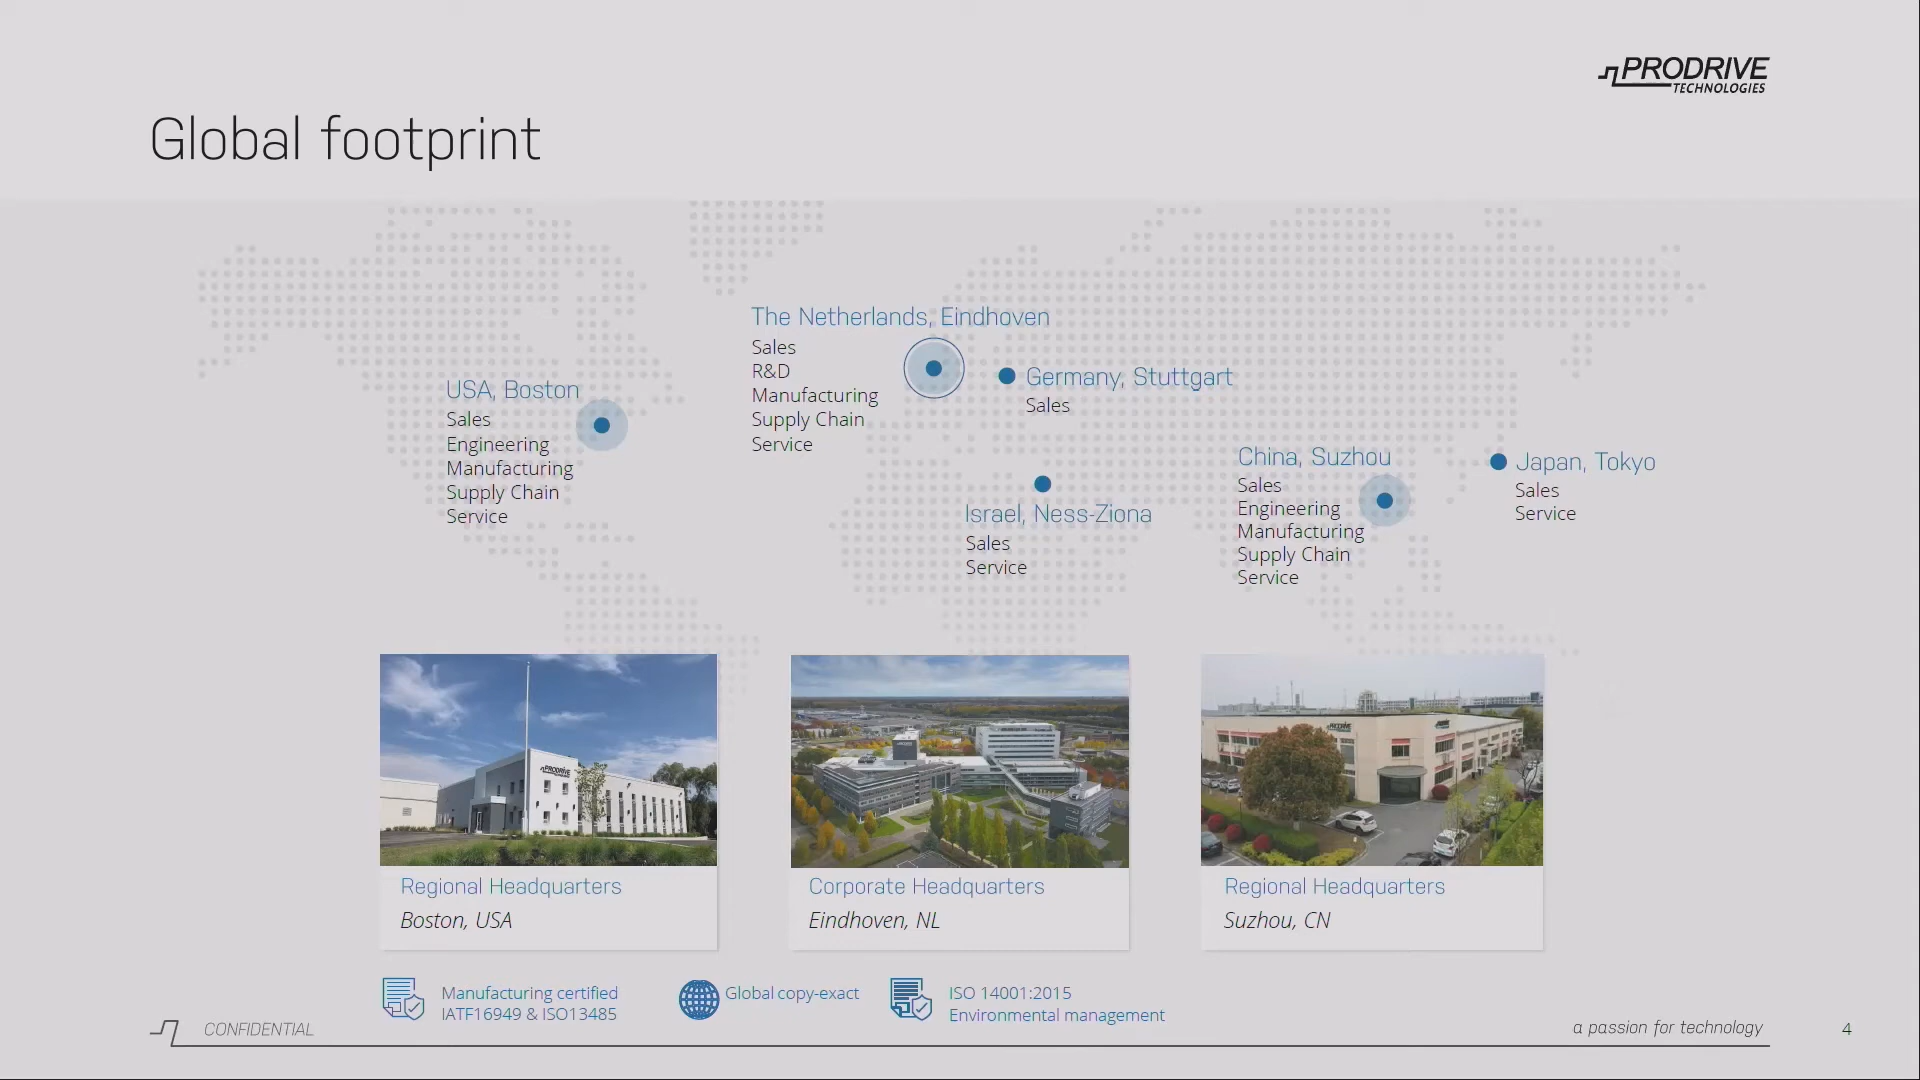 PRODRIVE
TECHNOLOGIES
Global footprint
The Netherlands, Eindhoven
Sales
R&D
Manufacturing
Supply Chain
Service
Germany, Stuttgart
Sales
USA, Boston
Sales
Engineering
Manufacturing
Supply Chain
Service
Israel, Ness-Ziona
Sales
Service
China, Suzhou
Sales
Engineering
Manufacturing
Supply Chain
Service
Japan, Tokyo
Sales
Service
PRODRIVE
PRODRIVE
Regional Headquarters
Boston, USA
Corporate Headquarters
Eindhoven, NL
Regional Headquarters
Suzhou, CN
Manufacturing certified
IATF16949 & ISO13485
Global copy-exact
ISO 14001:2015
Environmental management
CONFIDENTIAL
a passion for technology
4